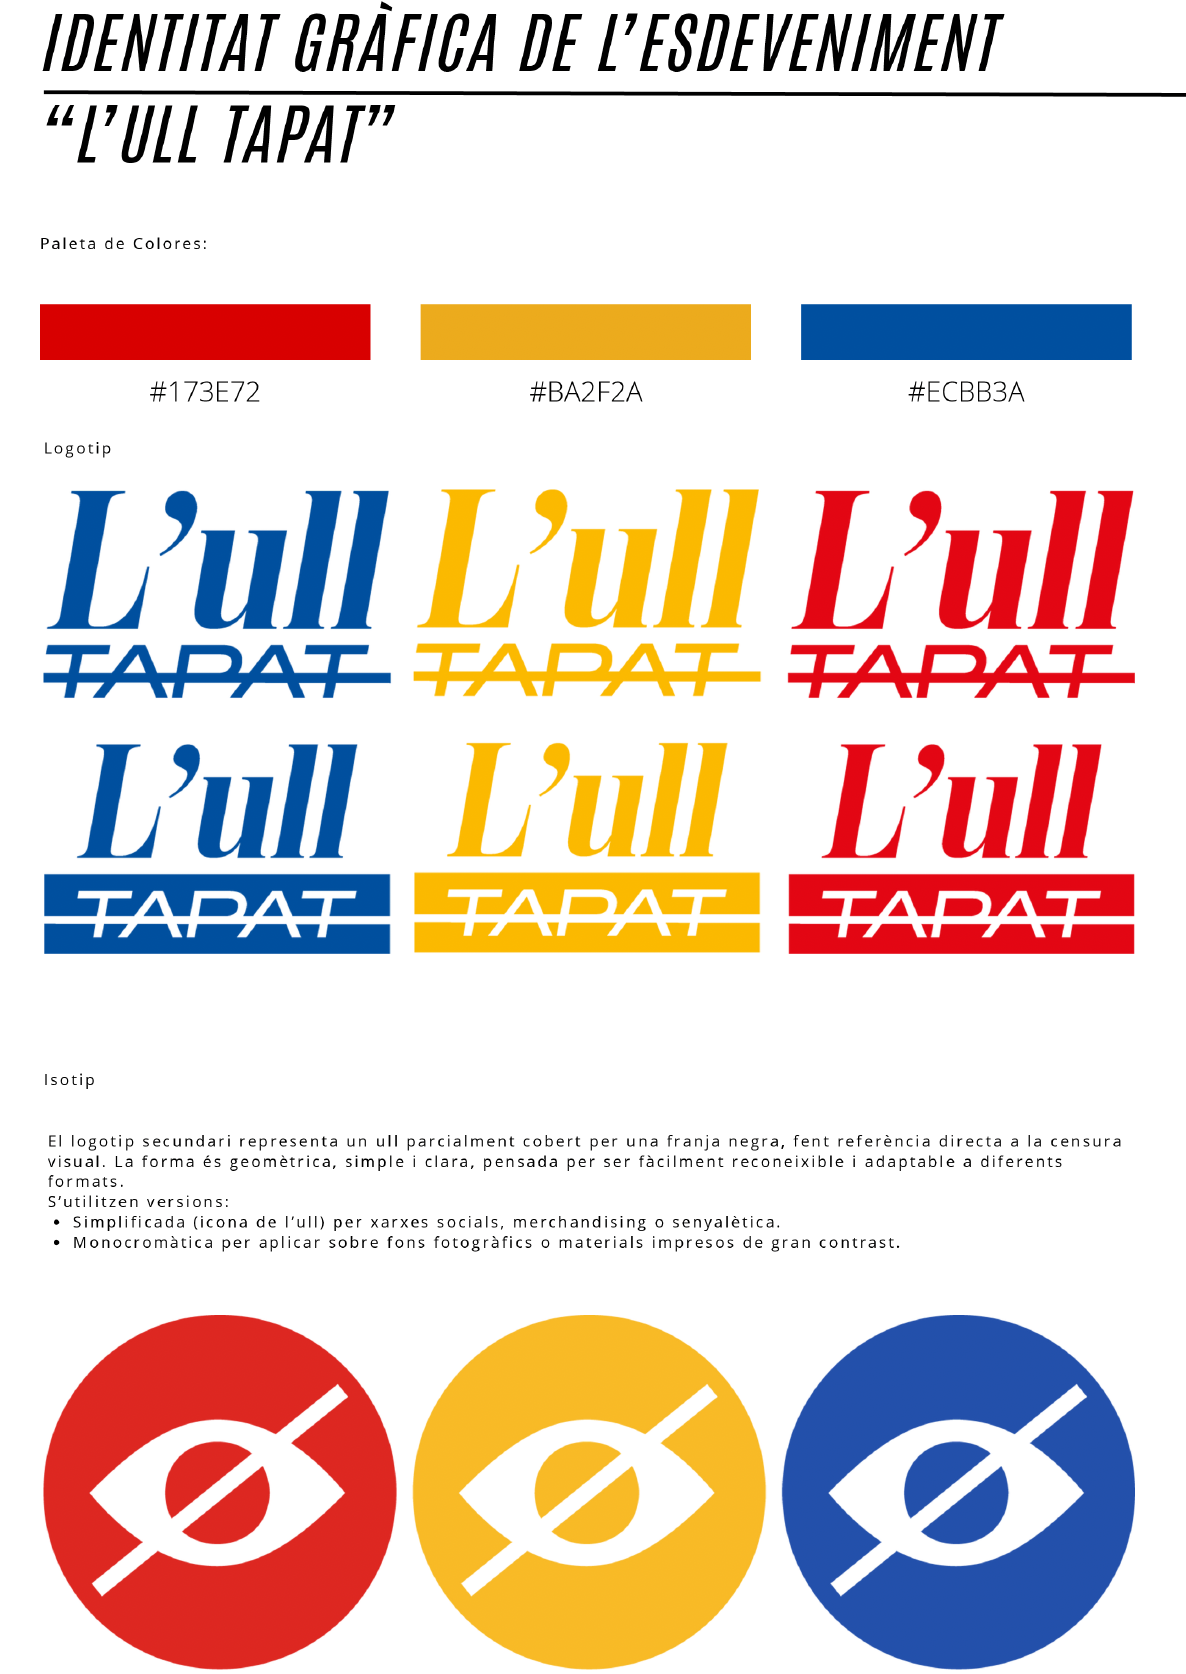 IDENTITAT GRÀFICA DE L’ESDEVENIMENT
“L’ULL TAPAT”
Paleta de Colores:
#173E72
#BA2F2A
#ECBB3A
Logotip
L’ull
TAPAT
L’ull
TAPAT
L’ull
TAPAT
L’ull
TAPAT
L’ull
TAPAT
L’ull
TAPAT
Isotip
El logotip secundari representa un ull parcialment cobert per una franja negra, fent referència directa a la censura
visual. La forma és geomètrica, simple i clara, pensada per ser fàcilment reconeixible i adaptable a diferents
formats.
S’utilitzen versions:
• Simplificada (icona de l’ull) per xarxes socials, merchandising o senyalètica.
• Monocromàtica per aplicar sobre fons fotogràfics o materials impresos de gran contrast.